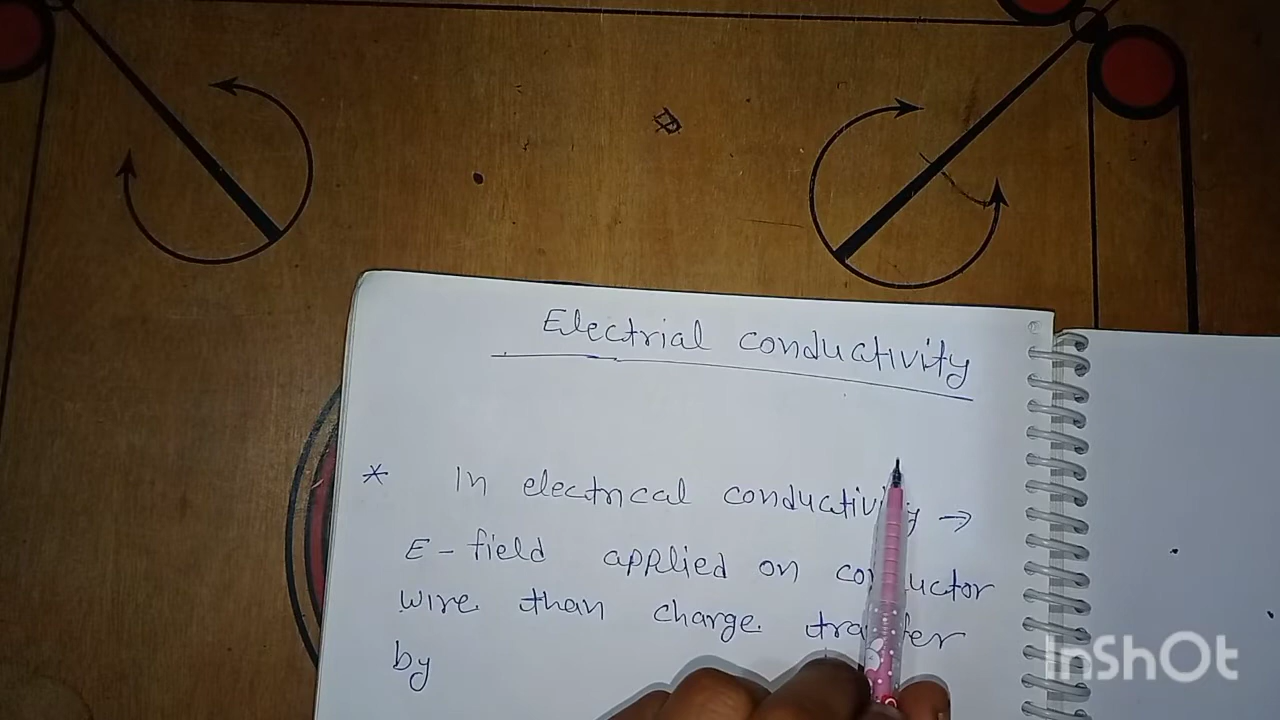 Electrial conductivity
* In electrical conductivity →
E-field applied on conductor
wire than charge transfer
by
InShOt